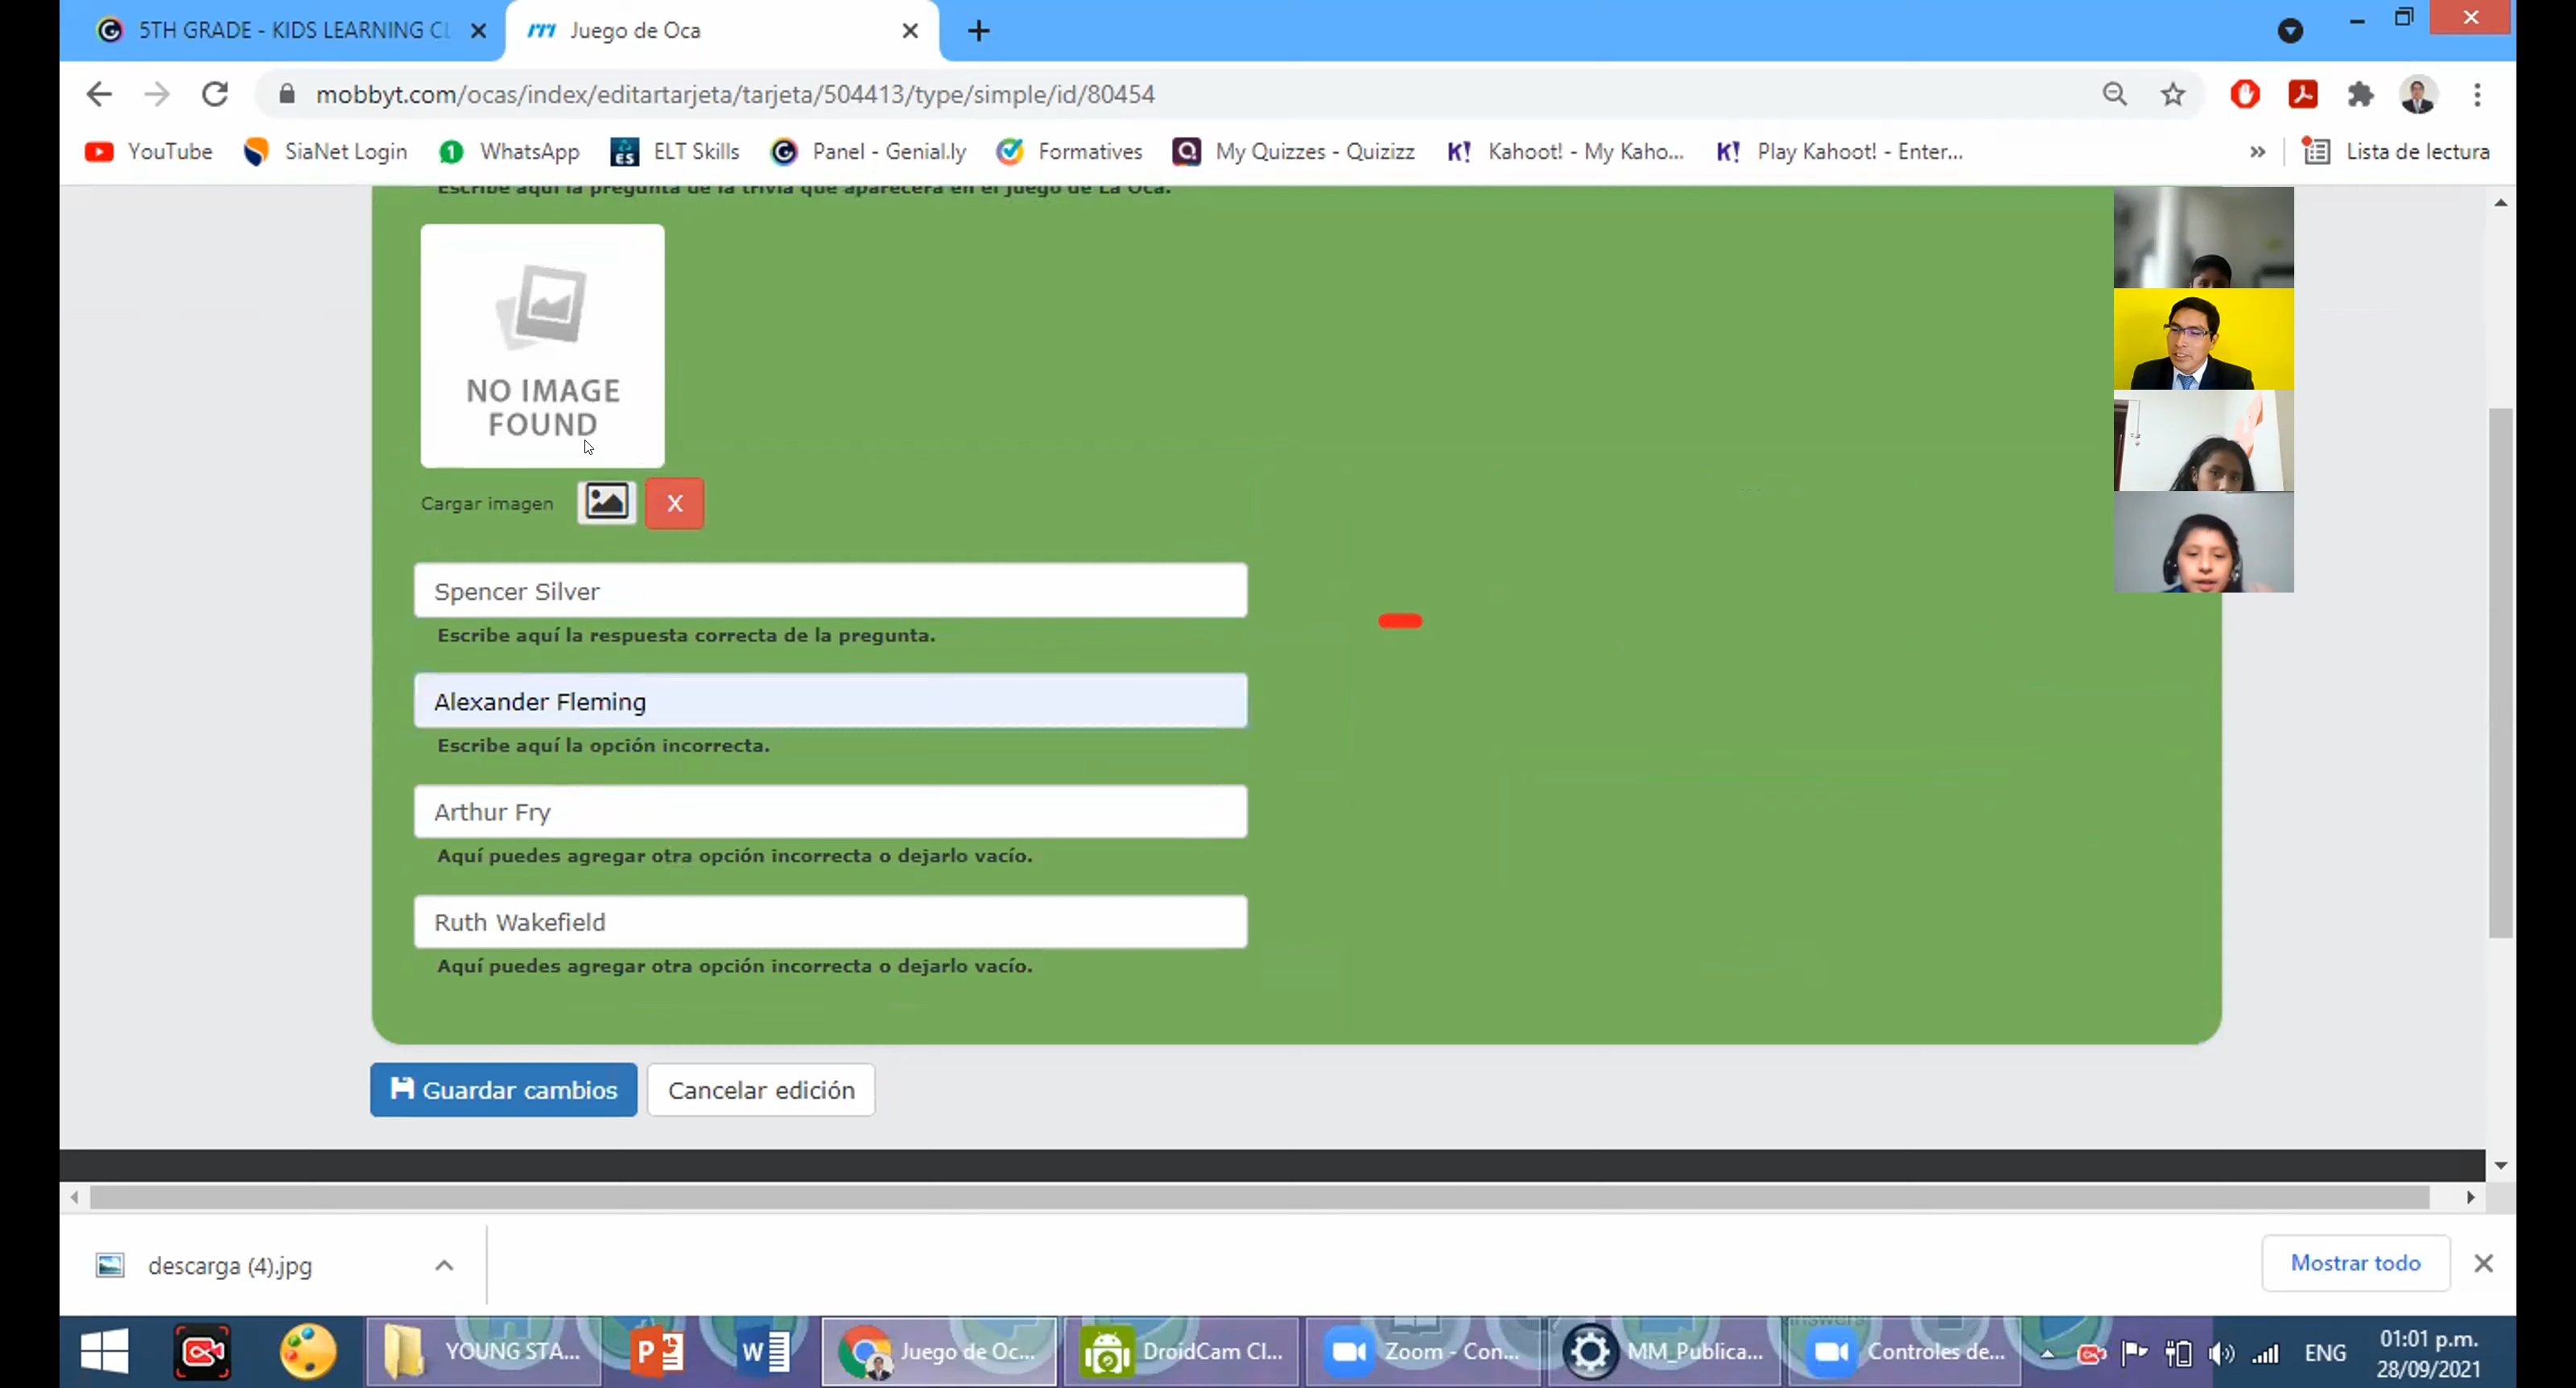 5TH GRADE - KIDS LEARNING CL
Juego de Oca
mobbyt.com/ocas/index/editartarjeta/tarjeta/504413/type/simple/id/80454
YouTube SiaNet Login WhatsApp ELT Skills Panel - Genial.ly Formatives My Quizzes - Quizizz Kahoot! - My Kaho... Play Kahoot! - Enter... » Lista de lectura
Escribe aquí la pregunta de la trivia que aparecerá en el juego de La Oca.
NO IMAGE
FOUND
Cargar imagen X
Spencer Silver
Escribe aquí la respuesta correcta de la pregunta.
Alexander Fleming
Escribe aquí la opción incorrecta.
Arthur Fry
Aquí puedes agregar otra opción incorrecta o dejarlo vacío.
Ruth Wakefield
Aquí puedes agregar otra opción incorrecta o dejarlo vacío.
Guardar cambios Cancelar edición
descarga (4).jpg
Mostrar todo
YOUNG STA... Juego de Oc... DroidCam Cl... Zoom - Con... MM_Publica... Controles de... ENG
01:01 p.m.
28/09/2021